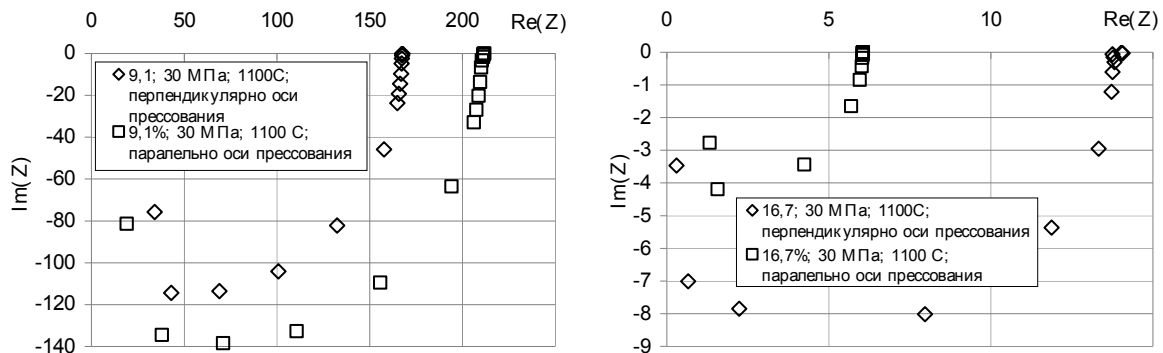 0 50 100 150 200 Re(Z)
0
-20
-40
-60
-80
-100
-120
-140
Im(Z)
9,1; 30 МПа; 1100С;
перпендикулярно оси
прессования
9,1%; 30 МПа; 1100 С;
паралельно оси прессования
0 5 10 Re(Z)
0
-1
-2
-3
-4
-5
-6
-7
-8
-9
Im(Z)
16,7; 30 МПа; 1100С;
перпендикулярно оси прессования
16,7%; 30 МПа; 1100 С;
паралельно оси прессования